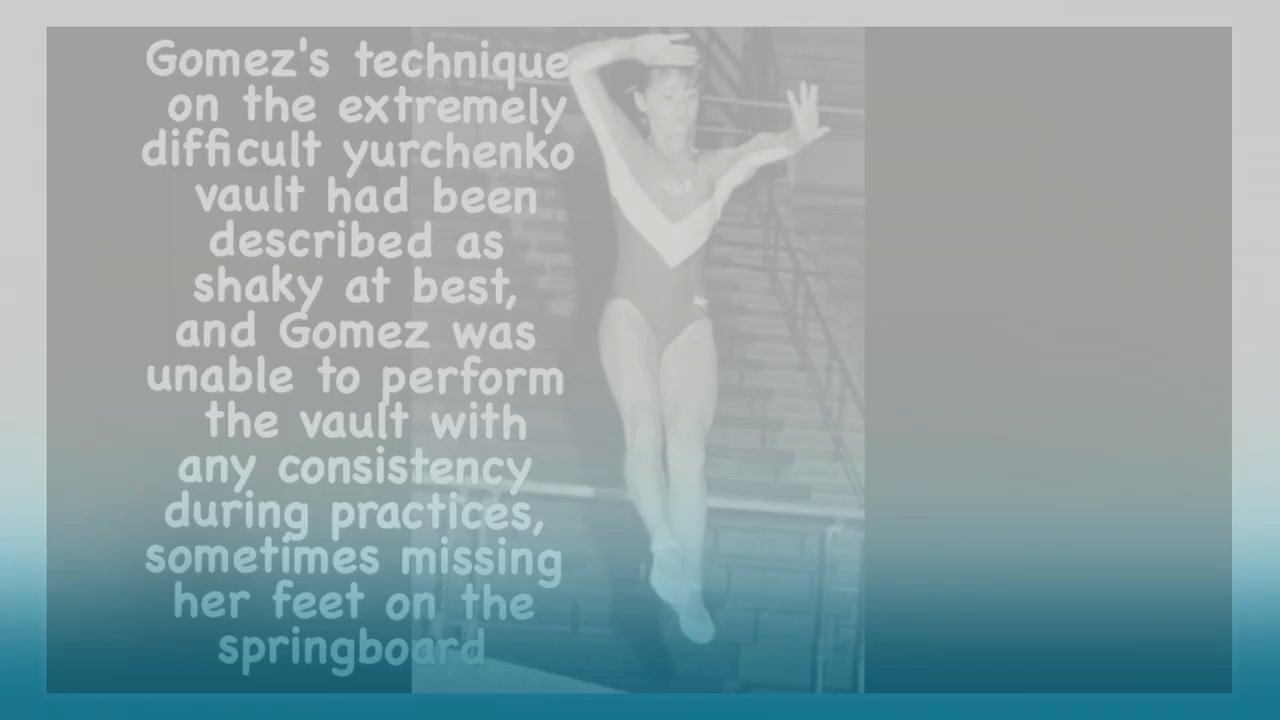 Gomez's technique
on the extremely
difficult yurchenko
vault had been
described as
shaky at best,
and Gomez was
unable to perform
the vault with
any consistency
during practices,
sometimes missing
her feet on the
springboard
USA